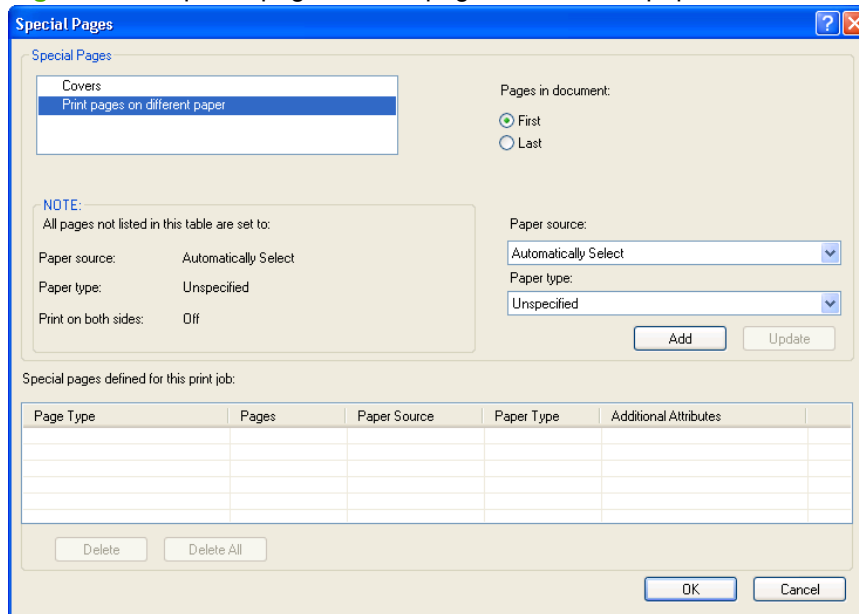 Special Pages
Special Pages
Covers
Print pages on different paper
Pages in document:
First
Last
NOTE:
All pages not listed in this table are set to:
Paper source: Automatically Select
Paper type: Unspecified
Print on both sides: Off
Paper source:
Automatically Select
Paper type:
Unspecified
Add Update
Special pages defined for this print job:
Page Type Pages Paper Source Paper Type Additional Attributes
Delete Delete All
OK Cancel